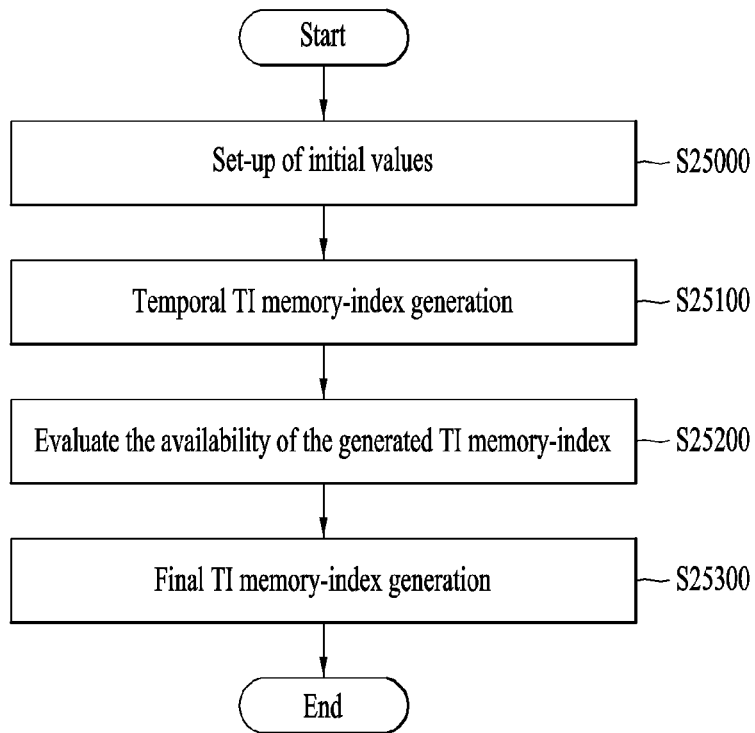 Start
Set-up of initial values
S25000
Temporal TI memory-index generation
S25100
Evaluate the availability of the generated TI memory-index
S25200
Final TI memory-index generation
S25300
End